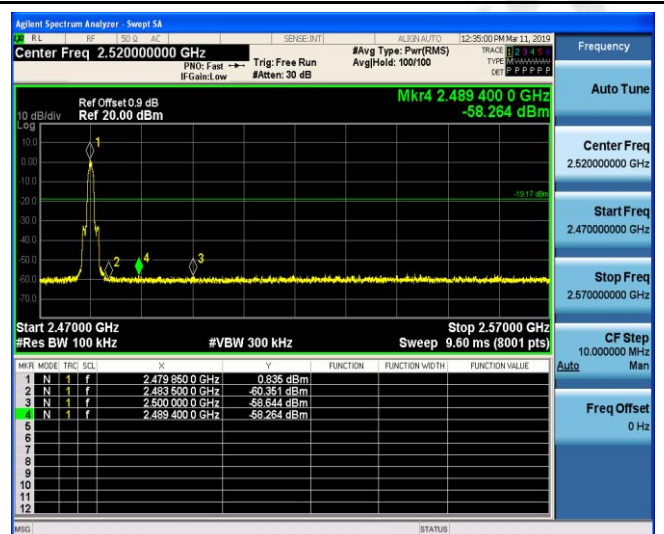 Agilent Spectrum Analyzer - Swept SA
RL RF 50 Ω AC SENSE:INT ALIGN AUTO 12:35:00 PM Mar 11, 2019
Center Freq 2.520000000 GHz #Avg Type: Pwr(RMS) TRACE 1 2 3 4 5 6 Frequency
PNO: Fast Trig: Free Run Avg|Hold: 100/100 TYPE M W W W W W
IFGain:Low #Atten: 30 dB DET P P P P P P
Auto Tune
Mkr4 2.489 400 0 GHz
Ref Offset 0.9 dB
10 dB/div Ref 20.00 dBm -58.264 dBm
Log
10.0
0.00
-10.0
-20.0
-30.0
-40.0
-50.0
-60.0
-70.0
1
-19.17 dBm
2 4 3
Center Freq
2.520000000 GHz
Start Freq
2.470000000 GHz
Stop Freq
2.570000000 GHz
Start 2.47000 GHz Stop 2.57000 GHz
#Res BW 100 kHz #VBW 300 kHz Sweep 9.60 ms (8001 pts)
CF Step
10.000000 MHz
Auto Man
MKR MODE TRC SCL X Y FUNCTION FUNCTION WIDTH FUNCTION VALUE
1 N 1 f 2.479 850 0 GHz 0.835 dBm
2 N 1 f 2.483 500 0 GHz -60.351 dBm
3 N 1 f 2.500 000 0 GHz -58.644 dBm
4 N 1 f 2.489 400 0 GHz -58.264 dBm
5
6
7
8
9
10
11
12
Freq Offset
0 Hz
MSG STATUS